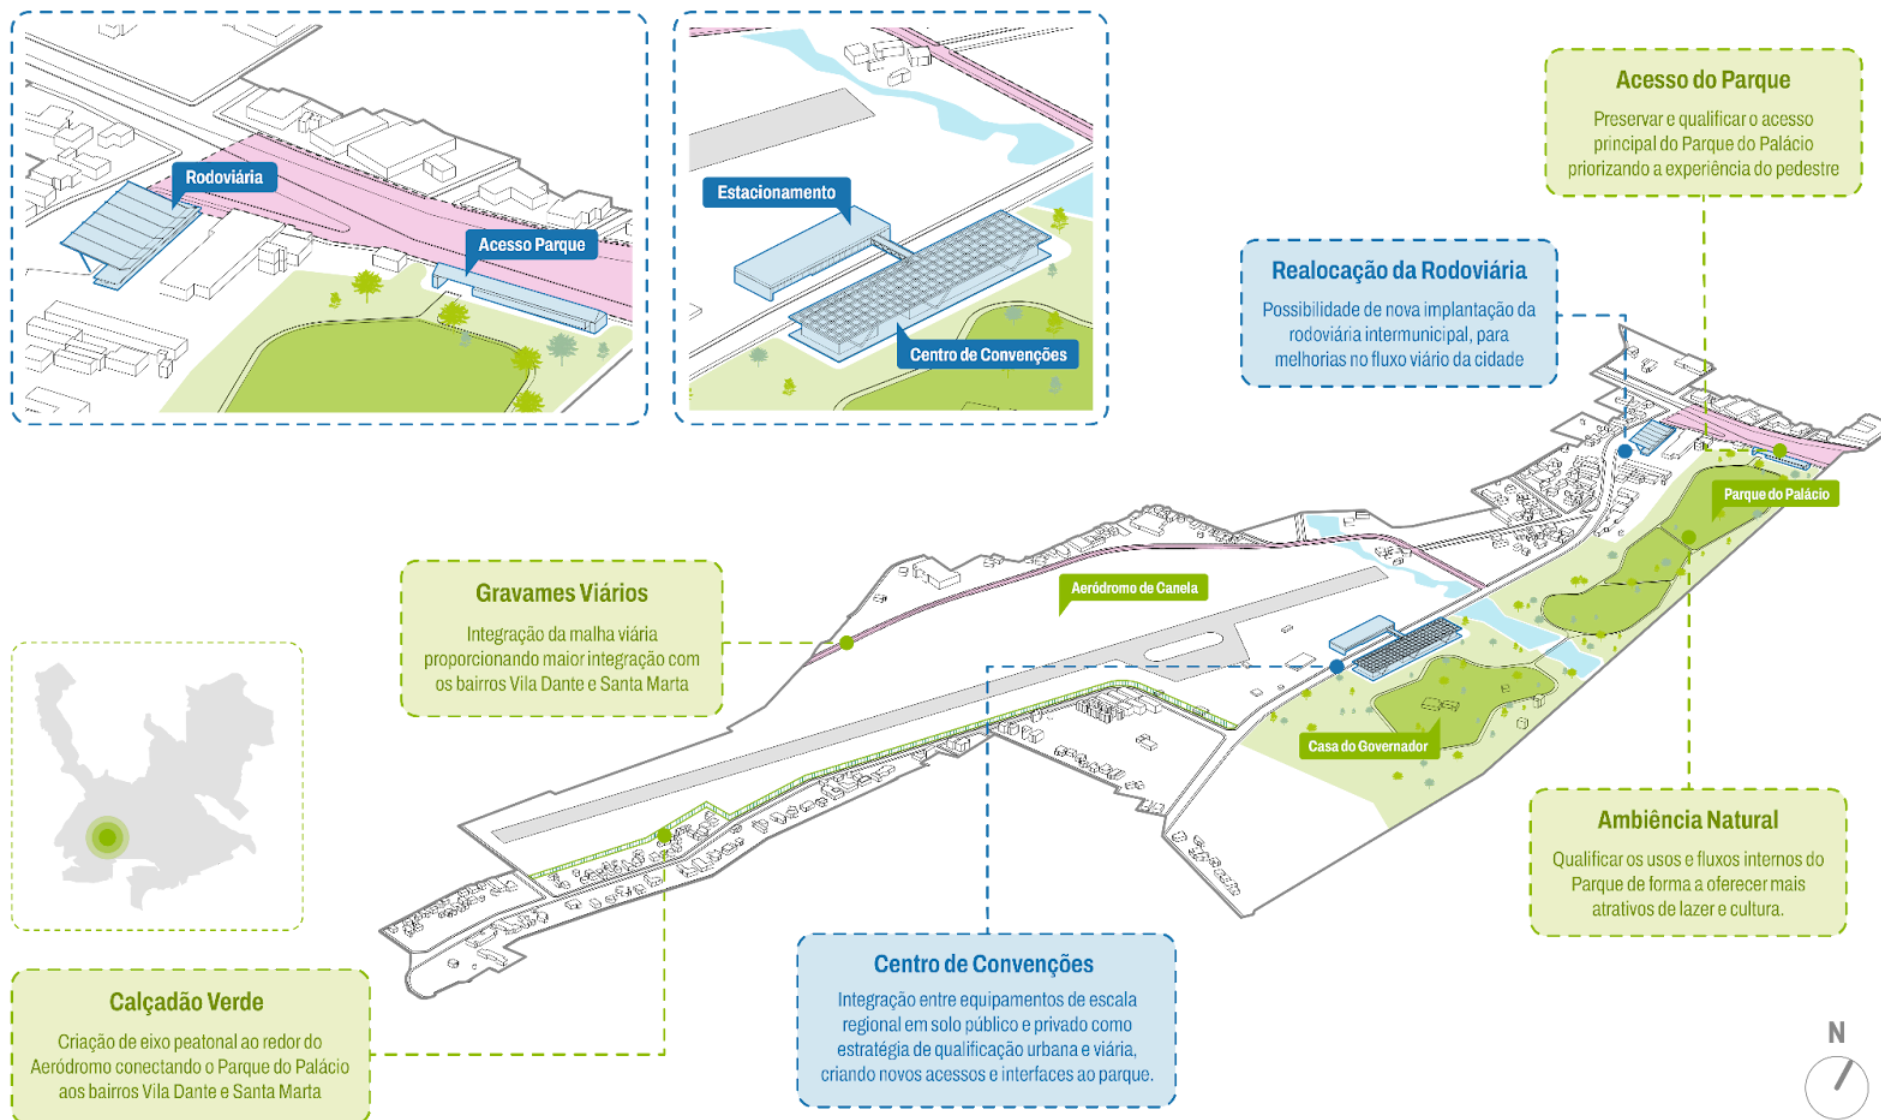 Rodoviária
Acesso Parque
Estacionamento
Centro de Convenções
Acesso do Parque
Preservar e qualificar o acesso
principal do Parque do Palácio
priorizando a experiência do pedestre
Realocação da Rodoviária
Possibilidade de nova implantação da
rodoviária intermunicipal, para
melhorias no fluxo viário da cidade
Parque do Palácio
Gravames Viários
Integração da malha viária
proporcionando maior integração com
os bairros Vila Dante e Santa Marta
Aeródromo de Canela
Casa do Governador
Ambiência Natural
Qualificar os usos e fluxos internos do
Parque de forma a oferecer mais
atrativos de lazer e cultura.
Centro de Convenções
Integração entre equipamentos de escala
regional em solo público e privado como
estratégia de qualificação urbana e viária,
criando novos acessos e interfaces ao parque.
Calçadão Verde
Criação de eixo peatonal ao redor do
Aeródromo conectando o Parque do Palácio
aos bairros Vila Dante e Santa Marta
N